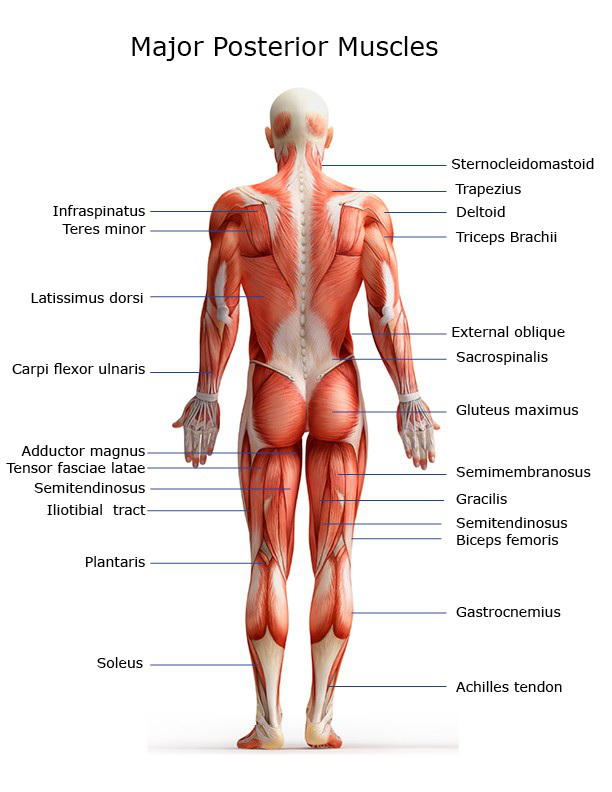 Major Posterior Muscles
Sternocleidomastoid
Trapezius
Infraspinatus
Deltoid
Teres minor
Triceps Brachii
Latissimus dorsi
External oblique
Sacrospinalis
Carpi flexor ulnaris
Gluteus maximus
Adductor magnus
Tensor fasciae latae
Semimembranosus
Semitendinosus
Gracilis
Iliotibial  tract
Semitendinosus
Biceps femoris
Plantaris
Gastrocnemius
Soleus
Achilles tendon